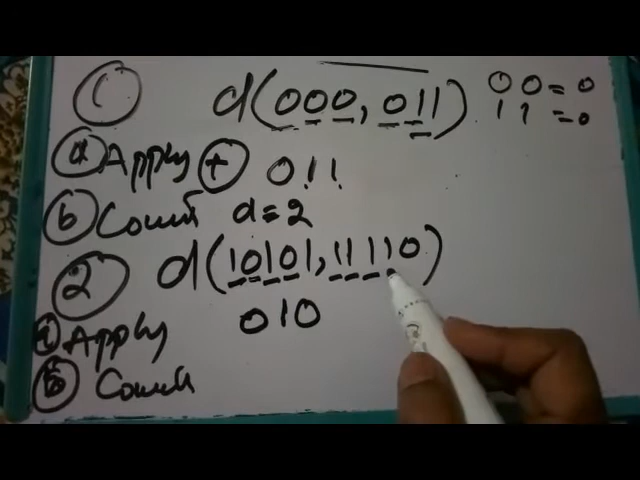 ① d(000, 011) 00=0
11=0
ⓐ Apply ⊕ 011
ⓑ Count d=2
② d(10101, 11110)
ⓐ Apply 010
ⓑ Count